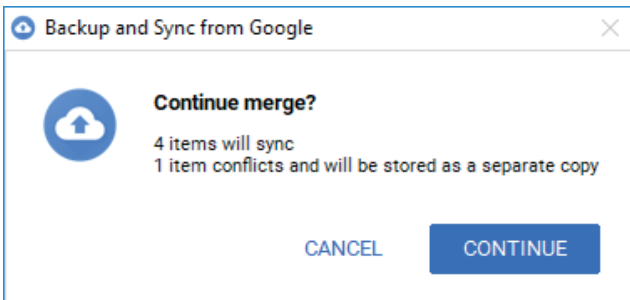 Backup and Sync from Google
Continue merge?
4 items will sync
1 item conflicts and will be stored as a separate copy
CANCEL CONTINUE